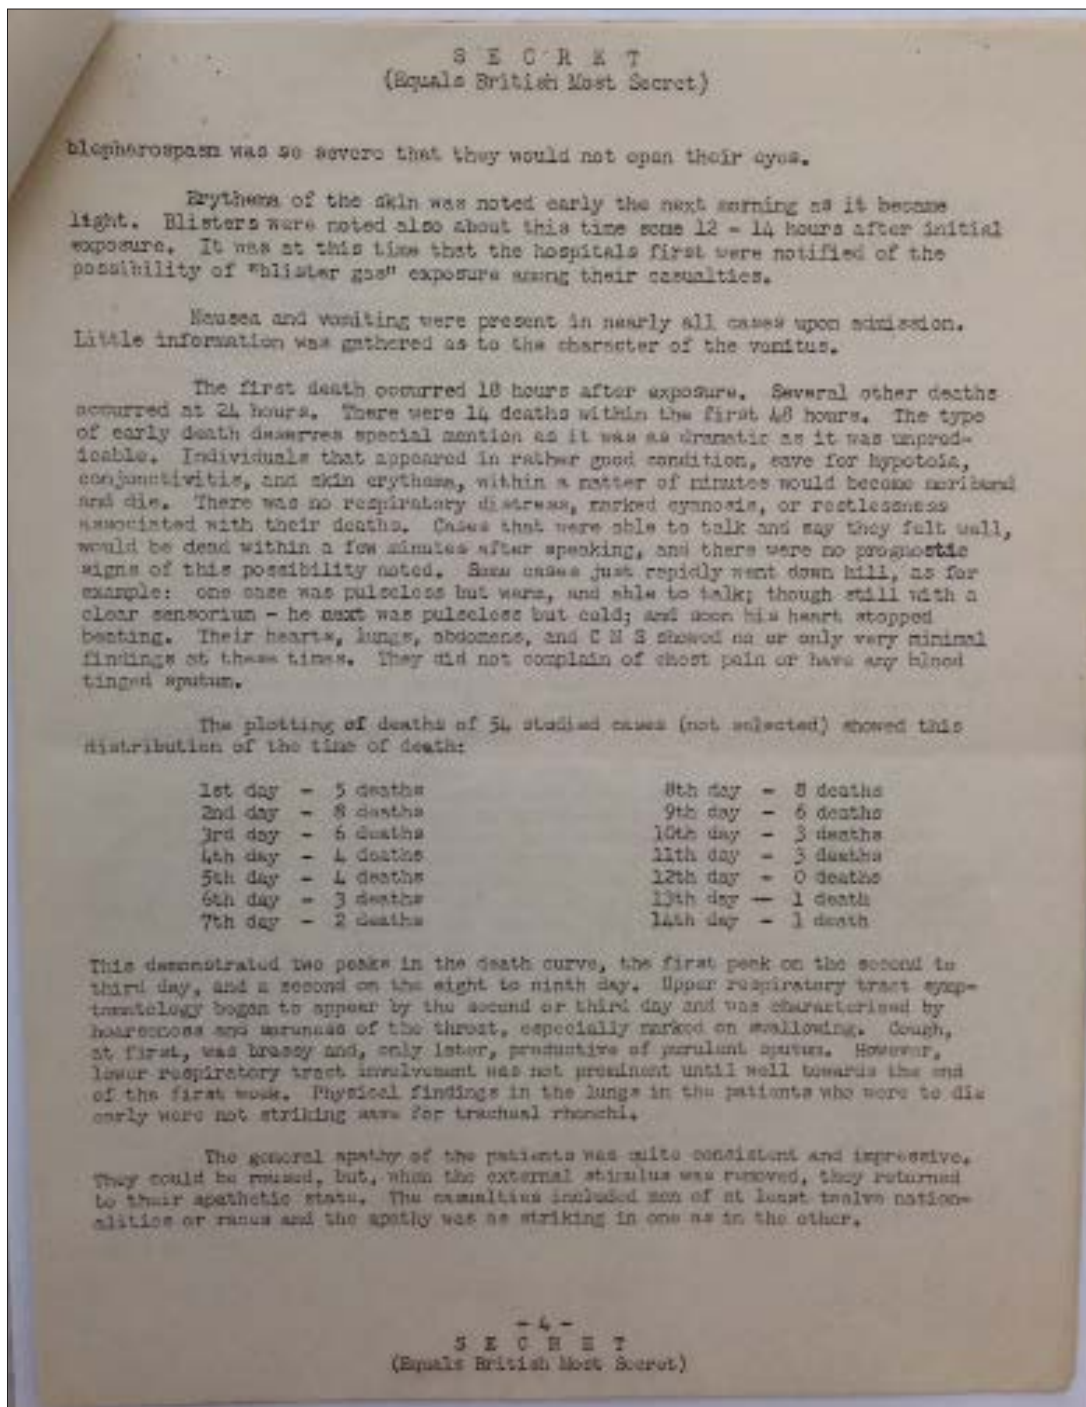 S E C R E T
(Equals British Most Secret)
blepharospasm was so severe that they would not open their eyes.
Erythema of the skin was noted early the next morning as it became
light. Blisters were noted also about this time some 12 - 14 hours after initial
exposure. It was at this time that the hospitals first were notified of the
possibility of "blister gas" exposure among their casualties.
Nausea and vomiting were present in nearly all cases upon admission.
Little information was gathered as to the character of the vomitus.
The first death occurred 18 hours after exposure. Several other deaths
occurred at 24 hours. There were 14 deaths within the first 48 hours. The type
of early death deserves special mention as it was as dramatic as it was unpred-
icable. Individuals that appeared in rather good condition, save for hypotoia,
conjunctivitis, and skin erythema, within a matter of minutes would become moribund
and die. There was no respiratory distress, marked cyanosis, or restlessness
associated with their deaths. Cases that were able to talk and say they felt well,
would be dead within a few minutes after speaking, and there were no prognostic
signs of this possibility noted. Some cases just rapidly went down hill, as for
example: one case was pulseless but warm, and able to talk; though still with a
clear sensorium - he next was pulseless but cold; and soon his heart stopped
beating. Their hearts, lungs, abdomens, and C N S showed no or only very minimal
findings at these times. They did not complain of chest pain or have any blood
tinged sputum.
The plotting of deaths of 54 studied cases (not selected) showed this
distribution of the time of death:
1st day - 5 deaths
2nd day - 8 deaths
3rd day - 6 deaths
4th day - 4 deaths
5th day - 4 deaths
6th day - 3 deaths
7th day - 2 deaths
8th day - 8 deaths
9th day - 6 deaths
10th day - 3 deaths
11th day - 3 deaths
12th day - 0 deaths
13th day -- 1 death
14th day - 1 death
This demonstrated two peaks in the death curve, the first peak on the second to
third day, and a second on the eight to ninth day. Upper respiratory tract symp-
tomatology began to appear by the second or third day and was characterised by
hoarseness and soreness of the throat, especially marked on swallowing. Cough,
at first, was brassy and, only later, productive of purulent sputum. However,
lower respiratory tract involvement was not prominent until well towards the end
of the first week. Physical findings in the lungs in the patients who were to die
early were not striking save for tracheal rhonchi.
The general apathy of the patients was quite consistent and impressive.
They could be roused, but, when the external stimulus was removed, they returned
to their apathetic state. The casualties included men of at least twelve nation-
alities or races and the apathy was as striking in one as in the other.
- 4 -
S E C R E T
(Equals British Most Secret)